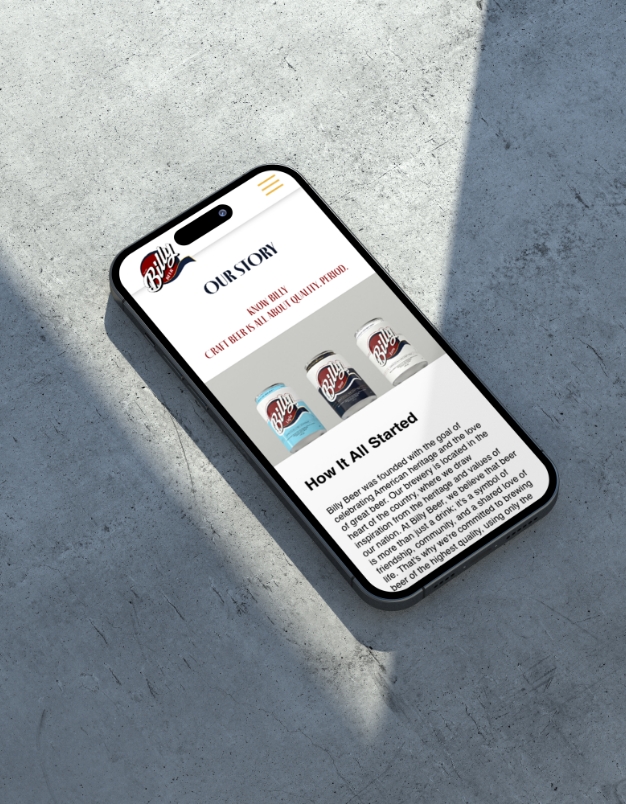 Billy
BEER
OUR STORY
KNOW BILLY
CRAFT BEER IS ALL ABOUT QUALITY. PERIOD.
Billy
Billy
Billy
How It All Started
Billy Beer was founded with the goal of
celebrating American heritage and the love
of great beer. Our brewery is located in the
heart of the country, where we draw
inspiration from the heritage and values of
our nation. At Billy Beer, we believe that beer
is more than just a drink; it's a symbol of
friendship, community, and a shared love of
life. That's why we're committed to brewing
beer of the highest quality, using only the